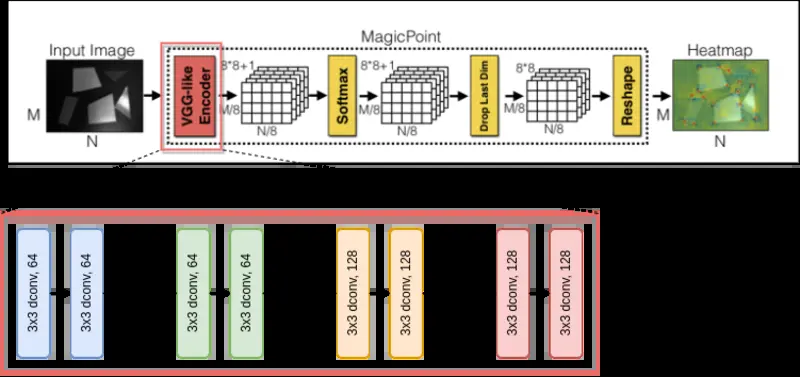 MagicPoint
Input Image
Heatmap
M
N
VGG-like
Encoder
8*8+1
M/8
N/8
Softmax
8*8+1
M/8
N/8
Drop Last Dim
8*8
M/8
N/8
Reshape
M
N
3x3 dconv, 64
3x3 dconv, 64
3x3 dconv, 64
3x3 dconv, 64
3x3 dconv, 128
3x3 dconv, 128
3x3 dconv, 128
3x3 dconv, 128